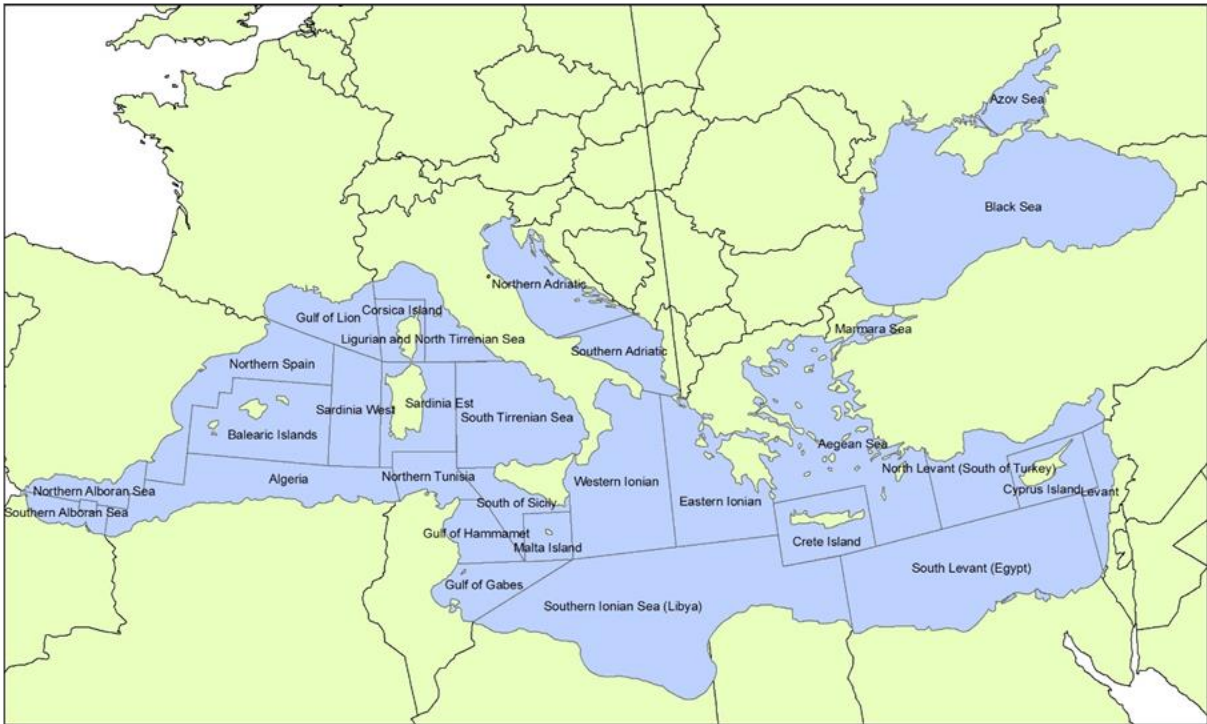 Azov Sea
Black Sea
Northern Adriatic
Corsica Island
Gulf of Lion
Marmara Sea
Ligurian and North Tirrenian Sea
Southern Adriatic
Northern Spain
Sardinia West
Sardinia Est
South Tirrenian Sea
Balearic Islands
Aegean Sea
North Levant (South of Turkey)
Algeria
Northern Tunisia
Western Ionian
Northern Alboran Sea
Cyprus Island
Levant
Eastern Ionian
South of Sicily
Southern Alboran Sea
Gulf of Hammamet
Malta Island
Crete Island
South Levant (Egypt)
Gulf of Gabes
Southern Ionian Sea (Libya)